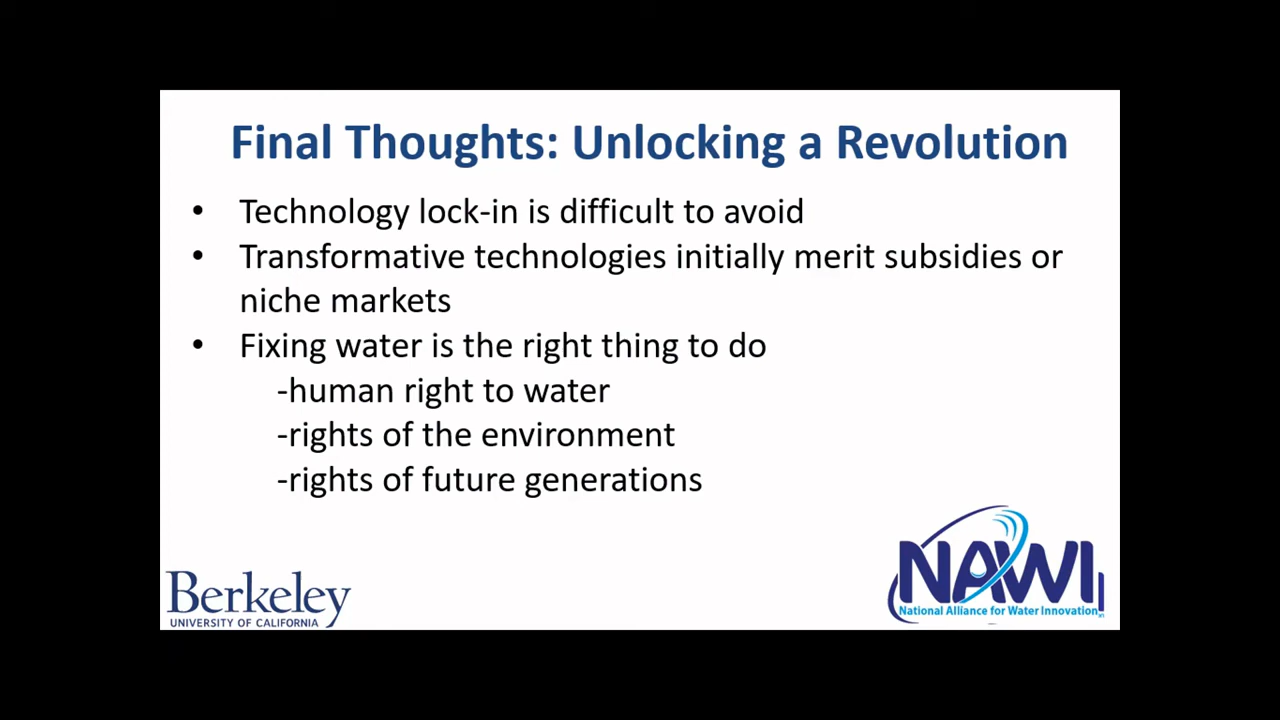 Final Thoughts: Unlocking a Revolution
• Technology lock-in is difficult to avoid
• Transformative technologies initially merit subsidies or
niche markets
• Fixing water is the right thing to do
-human right to water
-rights of the environment
-rights of future generations
Berkeley
UNIVERSITY OF CALIFORNIA
NAWI
National Alliance for Water Innovation